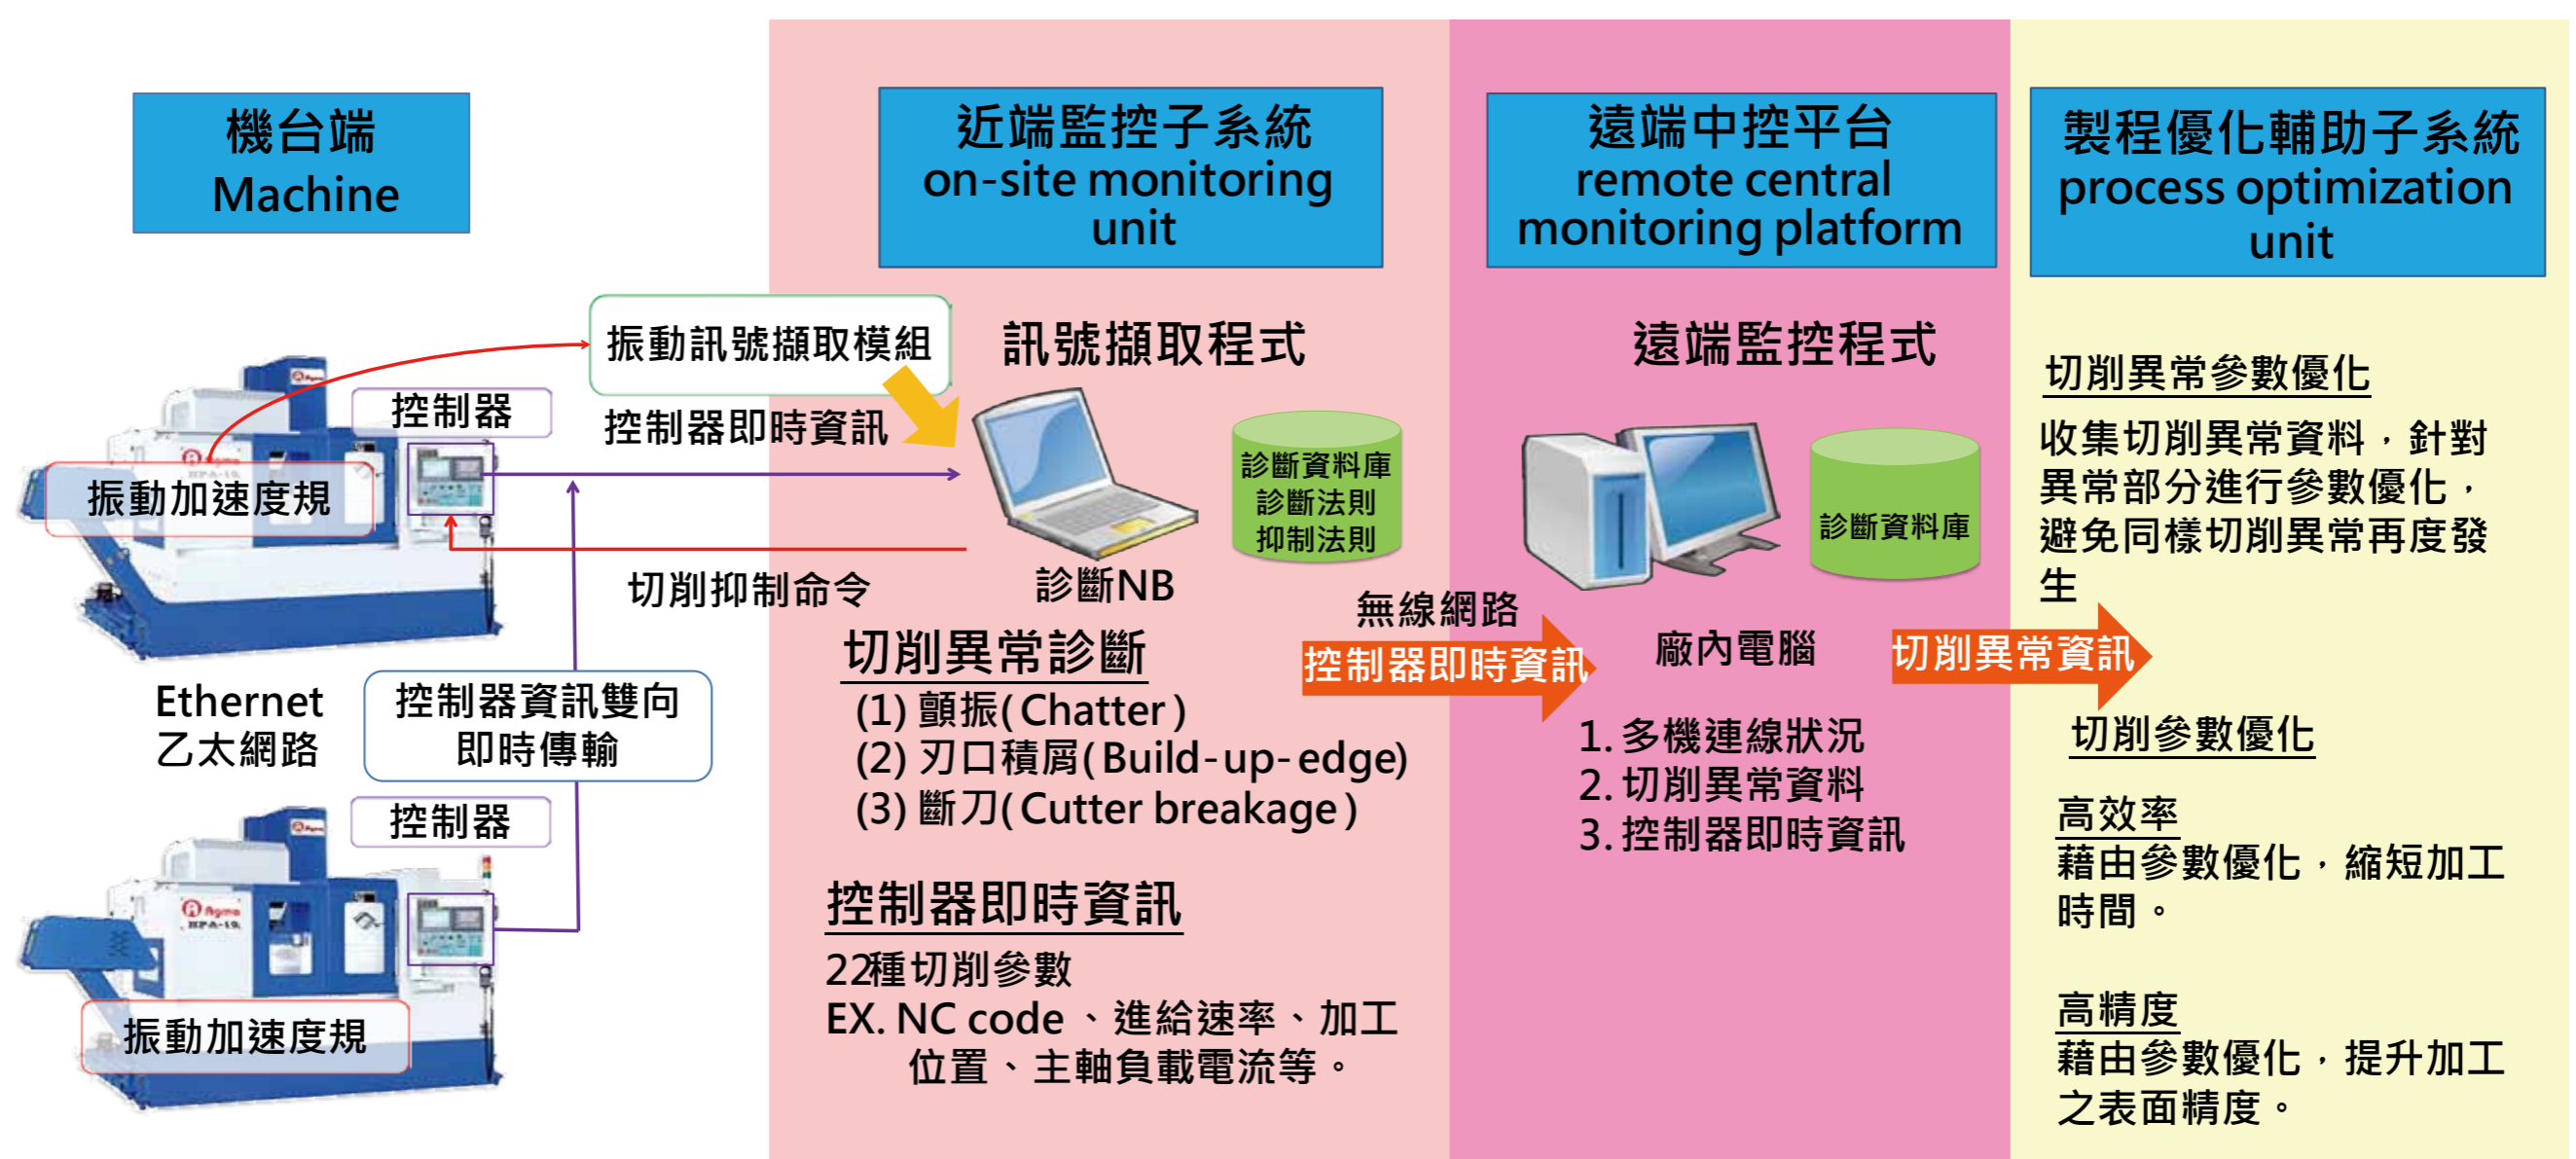 機台端
Machine
振動訊號擷取模組
控制器
控制器即時資訊
Agma
Agma
HPA-10
振動加速度規
切削抑制命令
Ethernet
乙太網路
控制器資訊雙向
即時傳輸
控制器
Agma
Agma
HPA-10
振動加速度規
近端監控子系統
on-site monitoring
unit
訊號擷取程式
診斷資料庫
診斷法則
抑制法則
診斷NB
切削異常診斷
(1) 顫振(Chatter)
(2) 刃口積屑(Build-up-edge)
(3) 斷刀(Cutter breakage)
控制器即時資訊
22種切削參數
EX. NC code、進給速率、加工
位置、主軸負載電流等。
無線網路
控制器即時資訊
遠端中控平台
remote central
monitoring platform
遠端監控程式
診斷資料庫
廠內電腦
1. 多機連線狀況
2. 切削異常資料
3. 控制器即時資訊
切削異常資訊
製程優化輔助子系統
process optimization
unit
切削異常參數優化
收集切削異常資料，針對
異常部分進行參數優化，
避免同樣切削異常再度發
生
切削參數優化
高效率
藉由參數優化，縮短加工
時間。
高精度
藉由參數優化，提升加工
之表面精度。